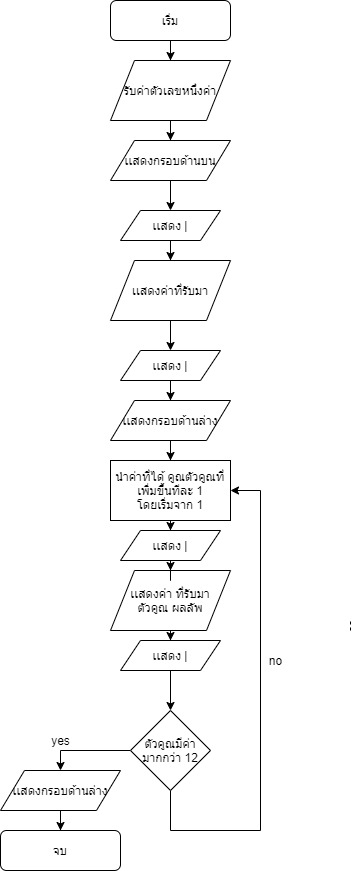 เริ่ม
รับค่าตัวเลขหนึ่งค่า
แสดงกรอบด้านบน
แสดง |
แสดงค่าที่รับมา
แสดง |
แสดงกรอบด้านล่าง
นำค่าที่ได้ คูณตัวคูณที่
เพิ่มขึ้นทีละ 1
โดยเริ่มจาก 1
แสดง |
แสดงค่า ที่รับมา
ตัวคูณ ผลลัพ
แสดง |
no
yes
ตัวคูณมีค่า
มากกว่า 12
แสดงกรอบด้านล่าง
จบ